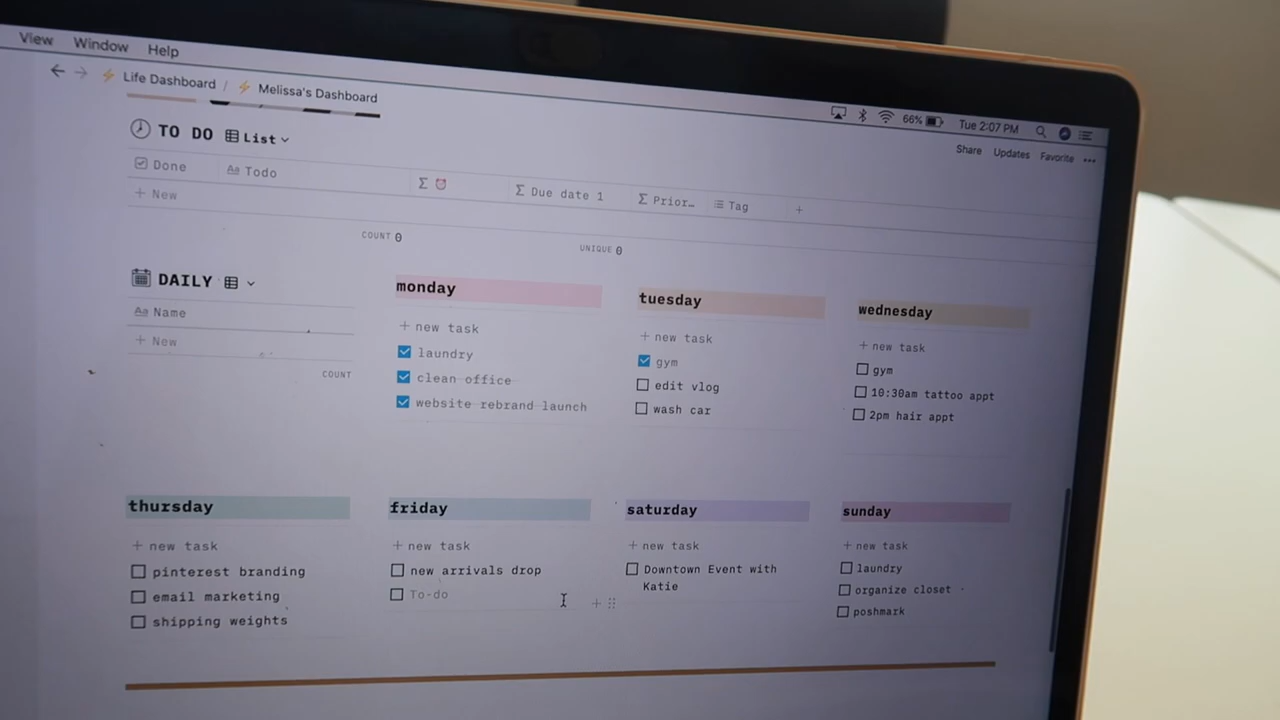 View Window Help
← → ⚡ Life Dashboard / ⚡ Melissa's Dashboard
66% Tue 2:07 PM
Share Updates Favorite •••
TO DO List
Done Aa Todo Σ ⏰ Σ Due date 1 Σ Prior… Tag +
+ New
COUNT 0 UNIQUE 0
DAILY
Aa Name
+ New
COUNT
monday
+ new task
laundry
clean office
website rebrand launch
tuesday
+ new task
gym
edit vlog
wash car
wednesday
+ new task
gym
10:30am tattoo appt
2pm hair appt
thursday
+ new task
pinterest branding
email marketing
shipping weights
friday
+ new task
new arrivals drop
To-do
saturday
+ new task
Downtown Event with
Katie
sunday
+ new task
laundry
organize closet
poshmark